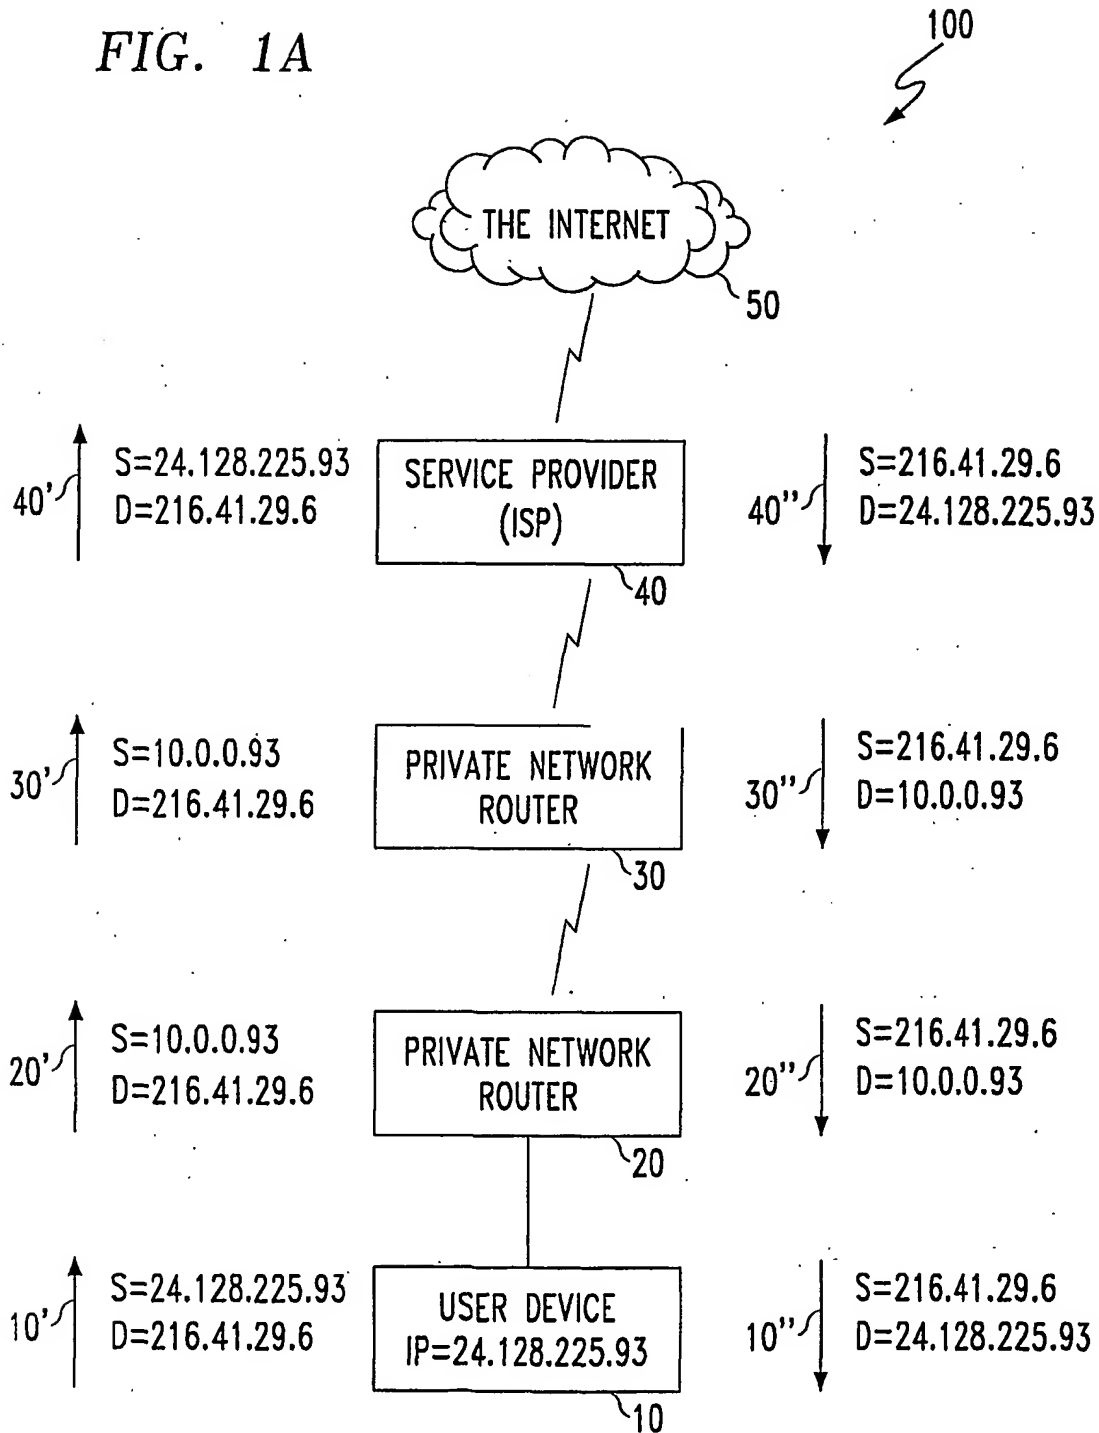 FIG. 1A
100
THE INTERNET
50
40'
S=24.128.225.93
D=216.41.29.6
SERVICE PROVIDER
(ISP)
40
40"
S=216.41.29.6
D=24.128.225.93
30'
S=10.0.0.93
D=216.41.29.6
PRIVATE NETWORK
ROUTER
30
30"
S=216.41.29.6
D=10.0.0.93
20'
S=10.0.0.93
D=216.41.29.6
PRIVATE NETWORK
ROUTER
20
20"
S=216.41.29.6
D=10.0.0.93
10'
S=24.128.225.93
D=216.41.29.6
USER DEVICE
IP=24.128.225.93
10
10"
S=216.41.29.6
D=24.128.225.93